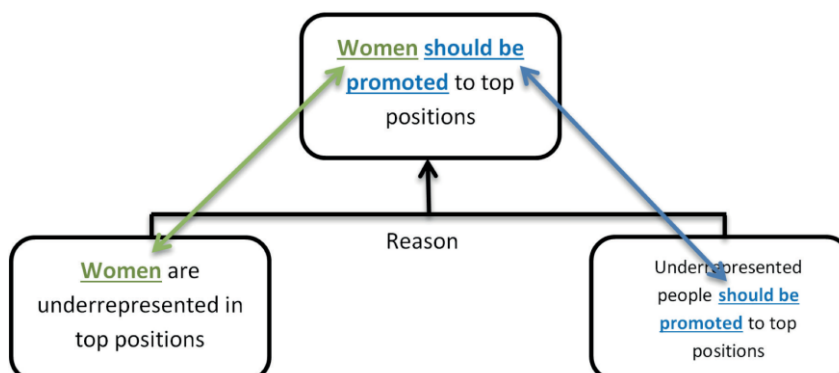 Women should be
promoted to top
positions
Reason
Women are
underrepresented in
top positions
Underrepresented
people should be
promoted to top
positions